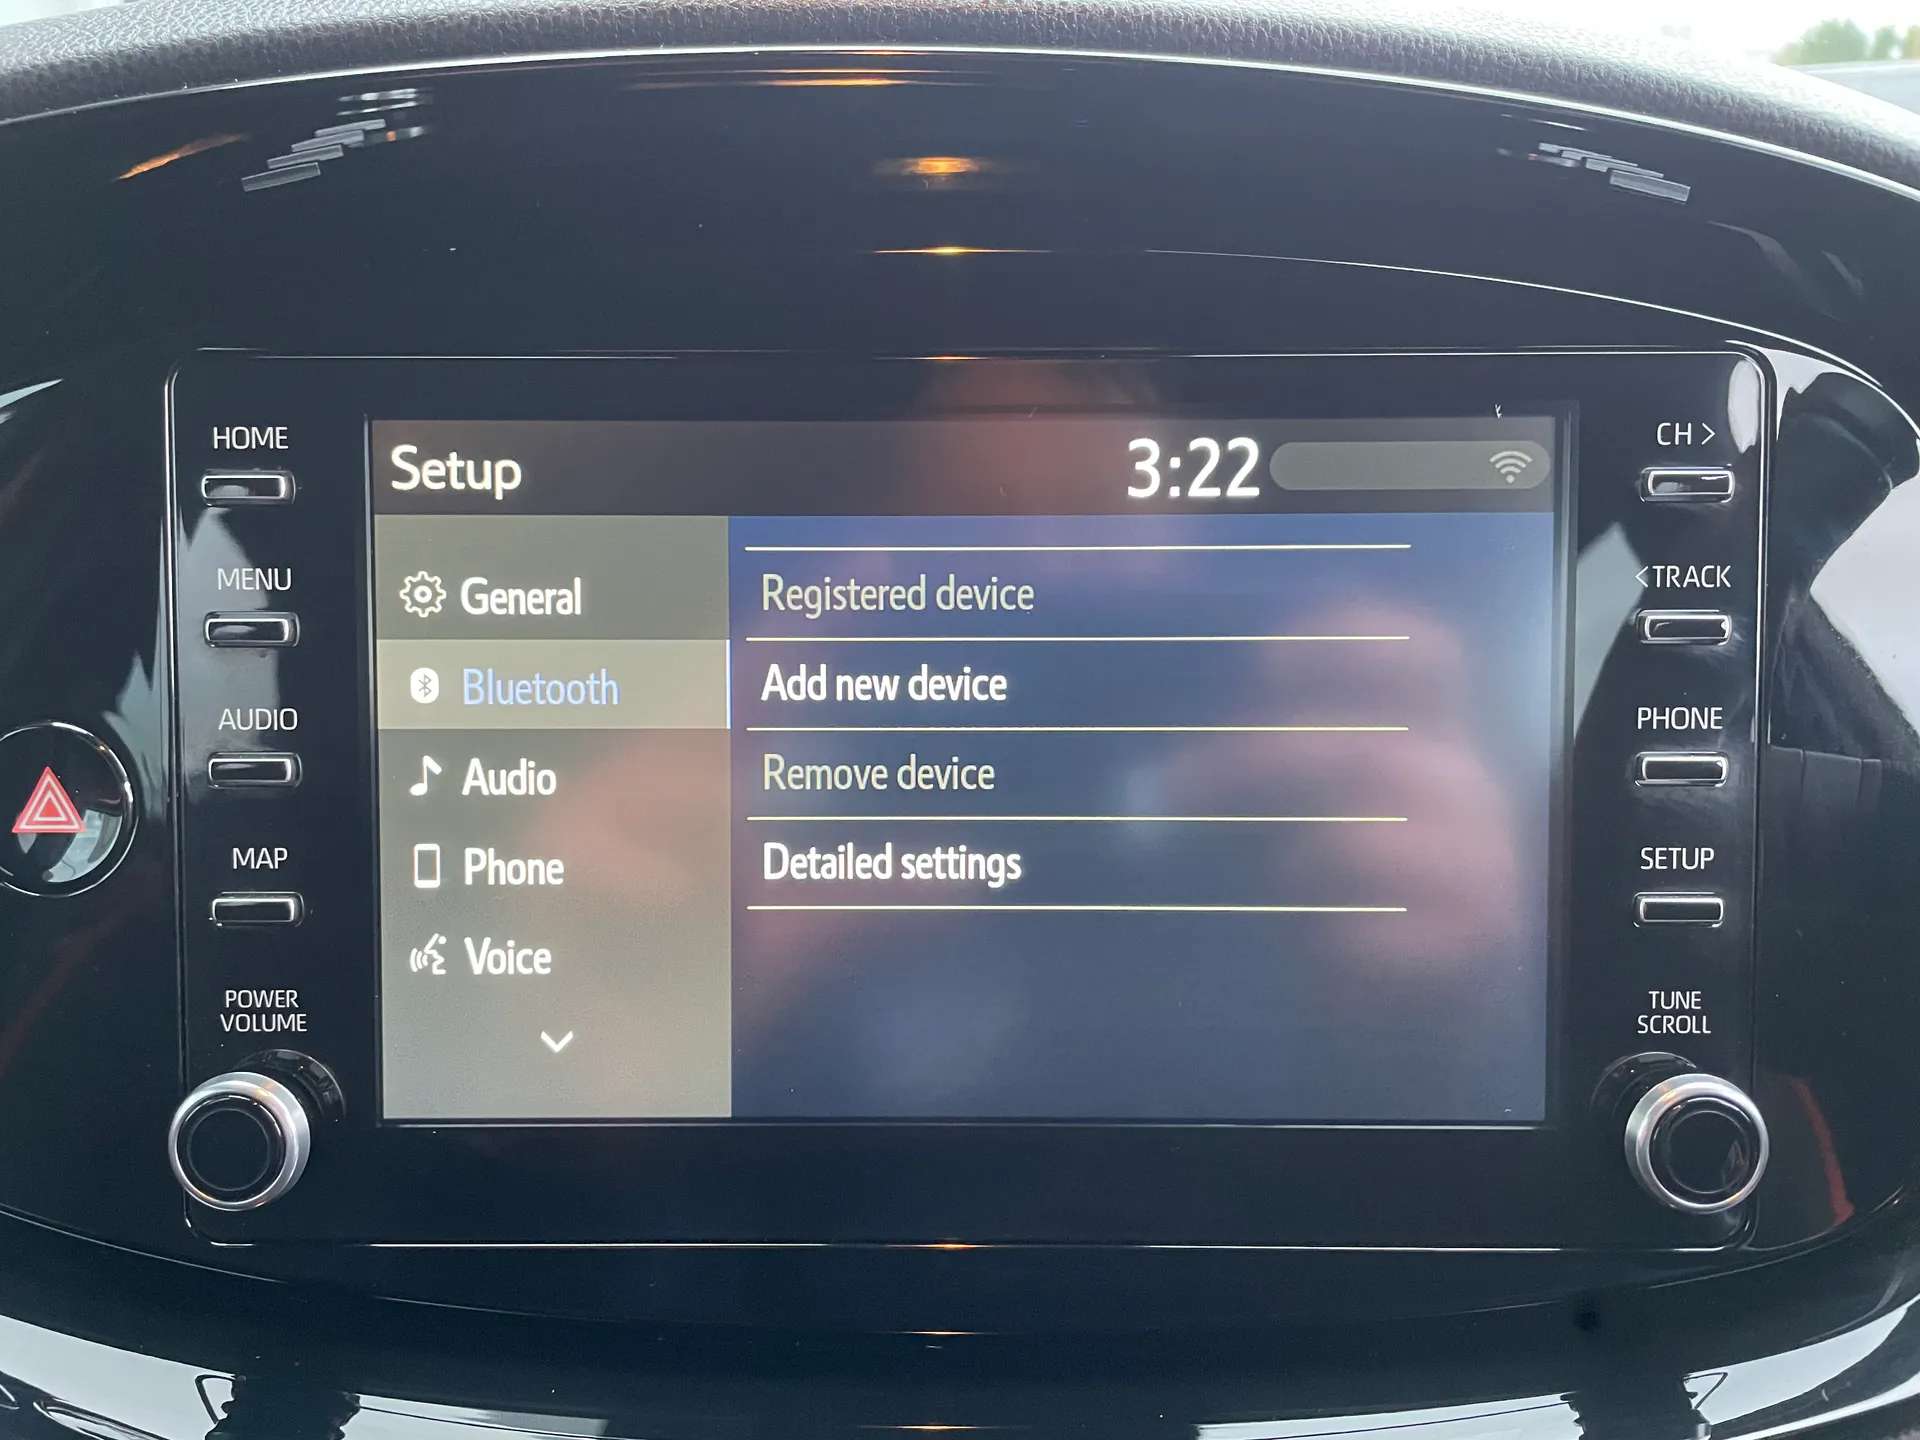 HOME
MENU
AUDIO
MAP
POWER
VOLUME
Setup
3:22
General
Bluetooth
Audio
Phone
Voice
Registered device
Add new device
Remove device
Detailed settings
CH >
<TRACK
PHONE
SETUP
TUNE
SCROLL